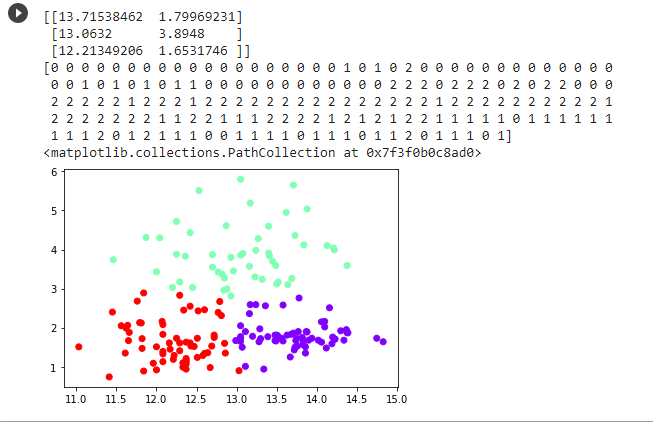 [[13.71538462 1.79969231]
[13.0632 3.8948 ]
[12.21349206 1.6531746 ]]
[0 0 0 0 0 0 0 0 0 0 0 0 0 0 0 0 0 0 0 1 0 1 0 2 0 0 0 0 0 0 0 0 0 0 0 0 0
0 0 1 0 1 0 1 0 1 1 0 0 0 0 0 0 0 0 0 0 0 0 2 2 2 0 2 2 2 0 2 0 2 2 0 0 0
2 2 2 2 2 1 2 2 2 1 2 2 2 0 0 2 2 2 2 2 2 2 2 2 2 1 2 2 2 2 2 2 2 2 2 2 1
2 2 2 2 2 2 2 1 1 2 1 1 1 2 2 2 2 2 1 2 1 1 2 1 2 1 1 1 1 1 0 1 1 1 1 1 1
1 1 1 2 0 1 2 1 1 1 0 0 1 1 1 1 0 1 1 1 0 1 1 2 0 1 1 1 0 1]
<matplotlib.collections.PathCollection at 0x7f3f0b0c8ad0>
6
5
4
3
2
1
11.0 11.5 12.0 12.5 13.0 13.5 14.0 14.5 15.0